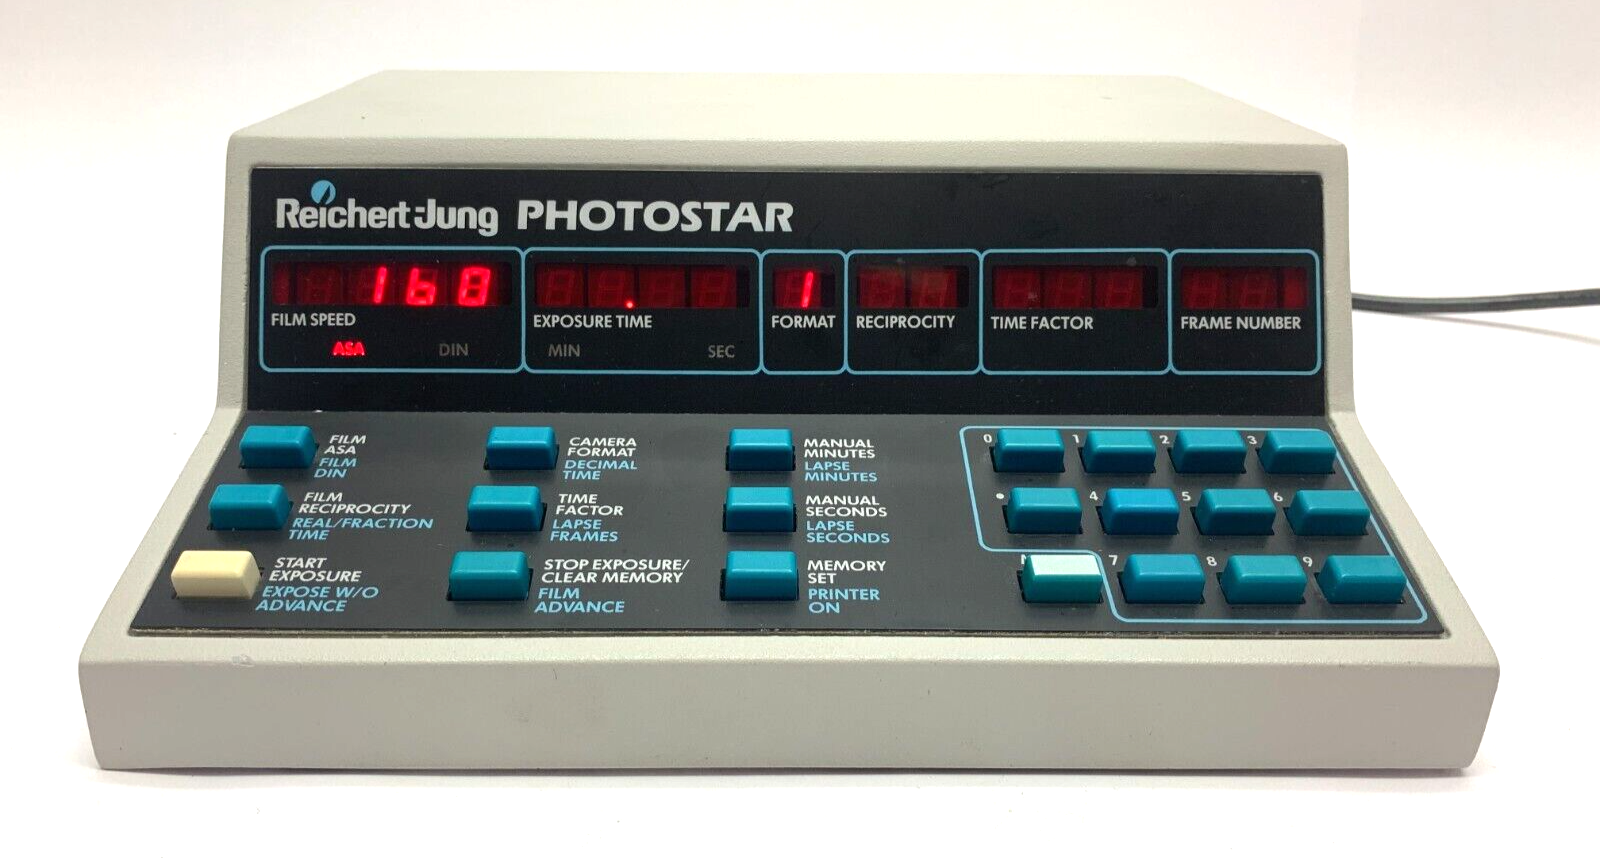 Reichert-Jung PHOTOSTAR
168
.
1
FILM SPEED
EXPOSURE TIME
FORMAT
RECIPROCITY
TIME FACTOR
FRAME NUMBER
ASA
DIN
MIN
SEC
FILM
ASA
FILM
DIN
CAMERA
FORMAT
DECIMAL
TIME
MANUAL
MINUTES
LAPSE
MINUTES
0
1
2
3
FILM
RECIPROCITY
REAL/FRACTION
TIME
TIME
FACTOR
LAPSE
FRAMES
MANUAL
SECONDS
LAPSE
SECONDS
•
4
5
6
START
EXPOSURE
EXPOSE W/O
ADVANCE
STOP EXPOSURE/
CLEAR MEMORY
FILM
ADVANCE
MEMORY
SET
PRINTER
ON
7
8
9